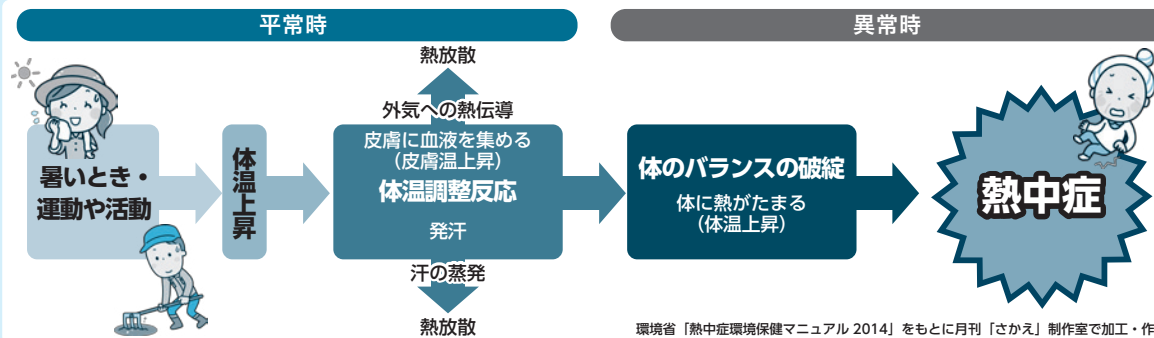 平常時
異常時
暑いとき・
運動や活動
体温上昇
熱放散
外気への熱伝導
皮膚に血液を集める
(皮膚温上昇)
体温調整反応
発汗
汗の蒸発
熱放散
体のバランスの破綻
体に熱がたまる
(体温上昇)
熱中症
環境省「熱中症環境保健マニュアル 2014」をもとに月刊「さかえ」制作室で加工・作